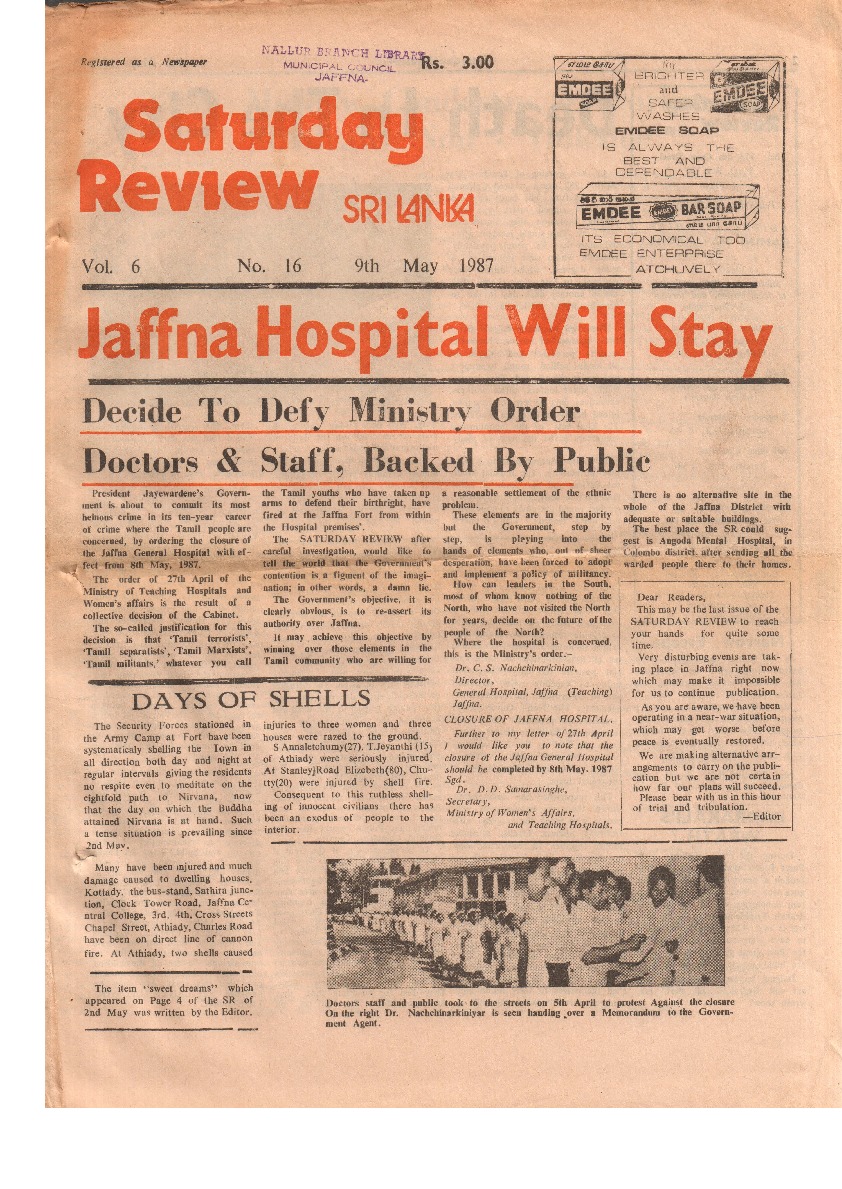 Registered as a Newspaper
NALLUR BRANCH LIBRARY
MUNICIPAL COUNCIL
JAFFNA-
Rs. 3.00
Saturday
Review
SRI LANKA
Vol. 6 No. 16 9th May 1987
EMDEE
SOAP
for
BRIGHTER
and
SAFER
WASHES
EMDEE SOAP
IS ALWAYS THE
BEST AND
DEPENDABLE
EMDEE
SOAP
EMDEE BAR SOAP
ITS ECONOMICAL TOO
EMDEE ENTERPRISE
ATCHUVELY
Jaffna Hospital Will Stay
Decide To Defy Ministry Order
Doctors & Staff, Backed By Public
President Jayewardene's Govern-
ment is about to commit its most
heinous crime in its ten-year career
of crime where the Tamil people are
concerned, by ordering the closure of
the Jaffna General Hospital with ef-
fect from 8th May, 1987.
The order of 27th April of the
Ministry of Teaching Hospitals and
Women's affairs is the result of a
collective decision of the Cabinet.
The so-called justification for this
decision is that 'Tamil terrorists',
'Tamil separatists', 'Tamil Marxists',
'Tamil militants,' whatever you call
the Tamil youths who have taken up
arms to defend their birthright, have
fired at the Jaffna Fort from within
the Hospital premises'.
The SATURDAY REVIEW after
careful investigation, would like to
tell the world that the Government's
contention is a figment of the imagi-
nation; in other words, a damn lie.
The Government's objective, it is
clearly obvious, is to re-assert its
authority over Jaffna.
It may achieve this objective by
winning over those elements in the
Tamil community who are willing for
a reasonable settlement of the ethnic
problem.
These elements are in the majority
but the Government, step by
step, is pleying into the
hands of elements who, out of sheer
desperation, have been forced to adopt
and implement a policy of militancy.
How can leaders in the South,
most of whom know nothing of the
North, who have not visited the North
for years, decide on the future of the
people of the North?
Where the hospital is concerned,
this is the Ministry's order.-
Dr. C. S. Nachchinarkinian,
Director,
General Hospital, Jaffna (Teaching)
Jaffna.
CLOSURE OF JAFFNA HOSPITAL.
Further to my letter of 27th April
I would like you to note that the
closure of the Jaffna General Hospital
should be completed by 8th May. 1987
Sgd.
Dr. D. D. Samarasinghe,
Secretary,
Ministry of Women's Affairs,
and Teaching Hospitals.
There is no alternative site in the
whole of the Jaffna District with
adequate or suitable buildings.
The best place the SR could sug-
gest is Angoda Mental Hospital, in
Colombo district. after sending all the
warded people there to their homes.
Dear Readers,
This may be the last issue of the
SATURDAY REVIEW to reach
your hands for quite some
time.
Very disturbing events are tak-
ing place in Jaffna right now
which may make it impossible
for us to continue publication.
As you are aware, we have been
operating in a near-war situation,
which may get worse before
peace is eventually restored.
We are making alternative arr-
angements to carry on the publi-
cation but we are not certain
how far our plans will succeed.
Please bear with us in this hour
of trial and tribulation.
—Editor
DAYS OF SHELLS
The Security Forces stationed in
the Army Camp at Fort have been
systematicaly shelling the Town in
all direction both day and night at
regular intervals giving the residents
no respite even to meditate on the
eightfold path to Nirvana, now
that the day on which the Buddha
attained Nirvana is at hand. Such
a tense situation is prevailing since
2nd May.
Many have been injured and much
damage caused to dwelling houses,
Kotlady. the bus-stand, Sathira junc-
tion, Clock Tower Road, Jaffna Ce-
ntral College, 3rd. 4th, Cross Streets
Chapel Street, Athiady, Charles Road
have been on direct line of cannon
fire. At Athiady, two shells caused
injuries to three women and three
houses were razed to the ground.
S Annaletchumy(27), T.Jeyanthi (15)
of Athiady were seriously injured.
At Stanley Road Elizebeth(80), Chu-
tty(20) were injured by shell fire.
Consequent to this ruthless shell-
ing of innocent civilians there has
been an exodus of people to the
interior.
The item "sweet dreams" which
appeared on Page 4 of the SR of
2nd May was written by the Editor.
Doctors staff and public took to the streets on 5th April to protest Against the closure
On the right Dr. Nachchinarkiniyar is seen handing over a Memorandum to the Govern-
ment Agent.